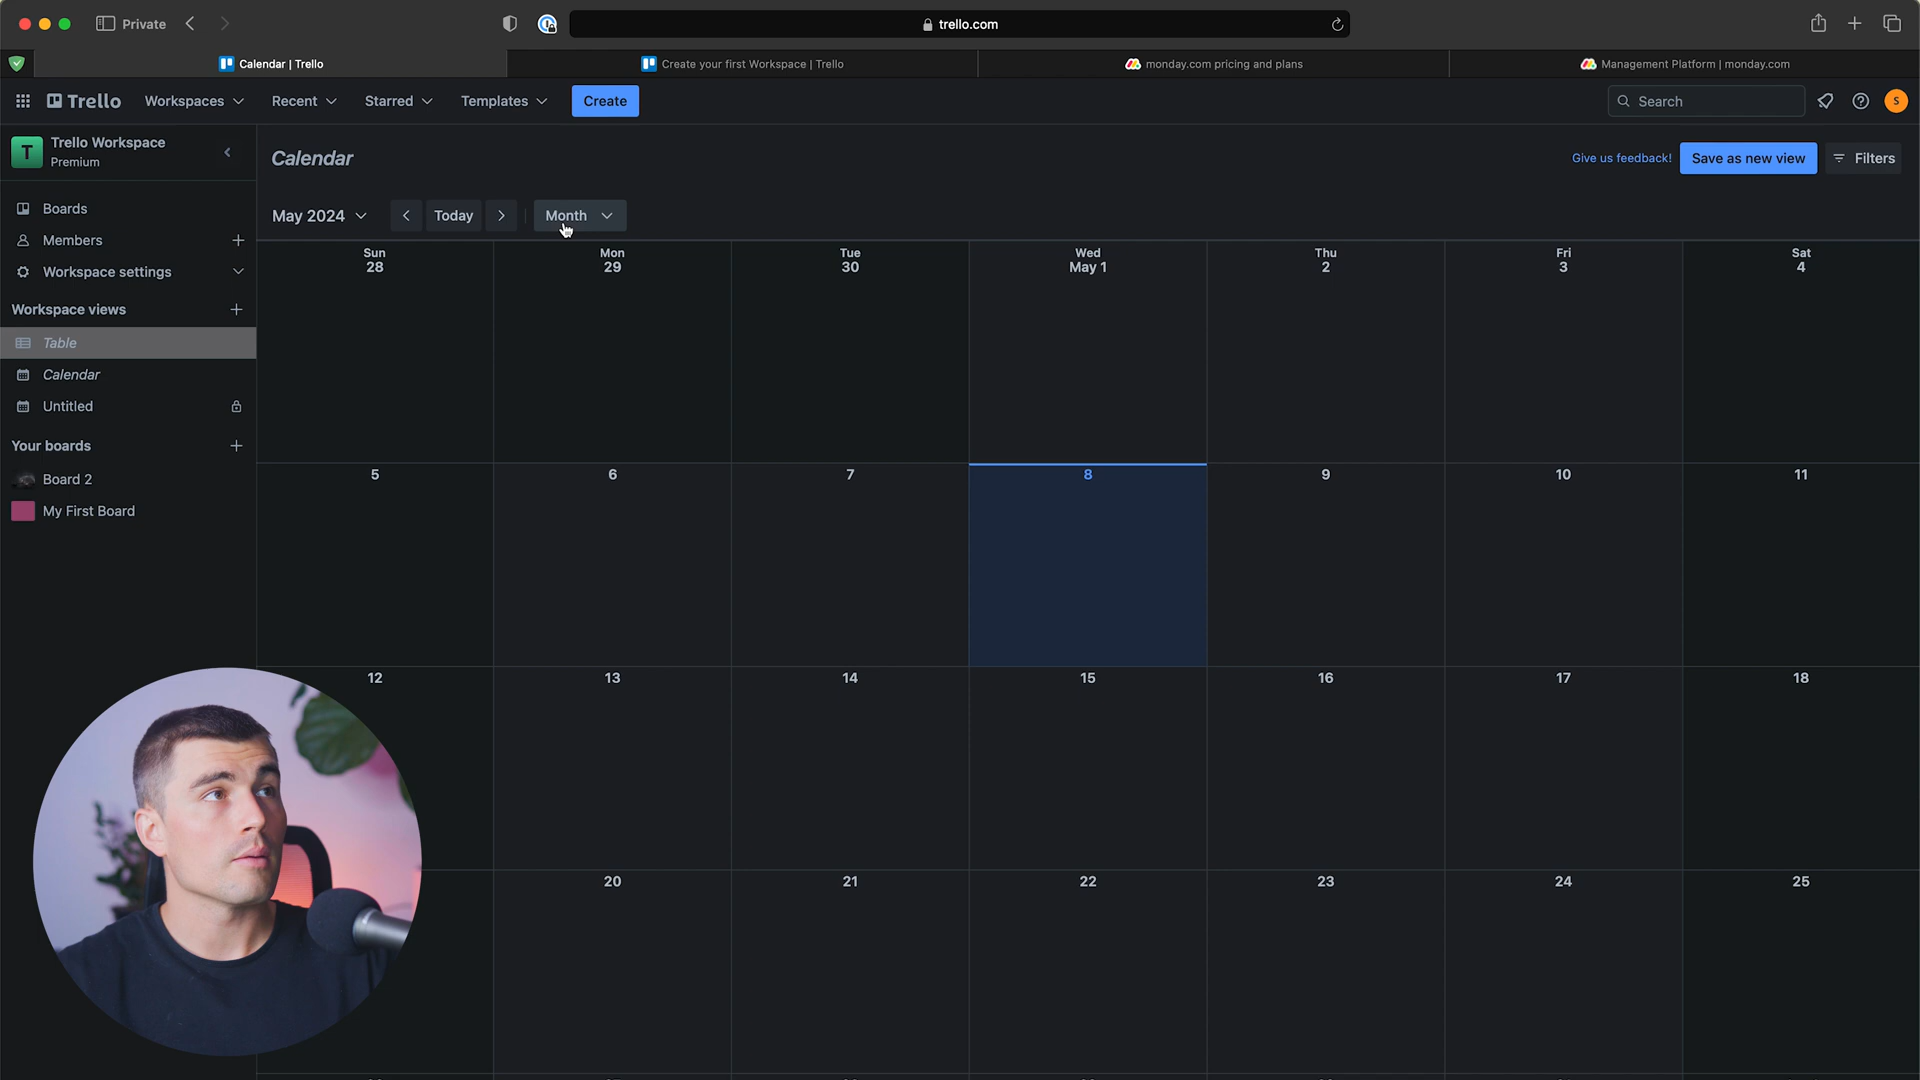 Private
trello.com
Calendar | Trello
Create your first Workspace | Trello
monday.com pricing and plans
Management Platform | monday.com
Trello
Workspaces
Recent
Starred
Templates
Create
Search
S
T
Trello Workspace
Premium
Calendar
Give us feedback!
Save as new view
Filters
Boards
Members
Workspace settings
Workspace views
Table
Calendar
Untitled
Your boards
Board 2
My First Board
May 2024
Today
Month
Sun
28
Mon
29
Tue
30
Wed
May 1
Thu
2
Fri
3
Sat
4
5
6
7
8
9
10
11
12
13
14
15
16
17
18
20
21
22
23
24
25